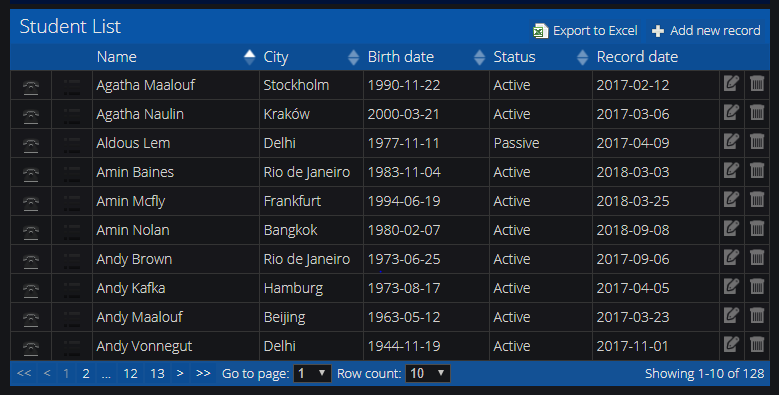 Student List
Export to Excel Add new record
Name City Birth date Status Record date
Agatha Maalouf Stockholm 1990-11-22 Active 2017-02-12
Agatha Naulin Kraków 2000-03-21 Active 2017-03-06
Aldous Lem Delhi 1977-11-11 Passive 2017-04-09
Amin Baines Rio de Janeiro 1983-11-04 Active 2018-03-03
Amin Mcfly Frankfurt 1994-06-19 Active 2018-03-25
Amin Nolan Bangkok 1980-02-07 Active 2018-09-08
Andy Brown Rio de Janeiro 1973-06-25 Active 2017-09-06
Andy Kafka Hamburg 1973-08-17 Active 2017-04-05
Andy Maalouf Beijing 1963-05-12 Active 2017-03-23
Andy Vonnegut Delhi 1944-11-19 Active 2017-11-01
<< < 1 2 ... 12 13 > >> Go to page: 1 Row count: 10 Showing 1-10 of 128